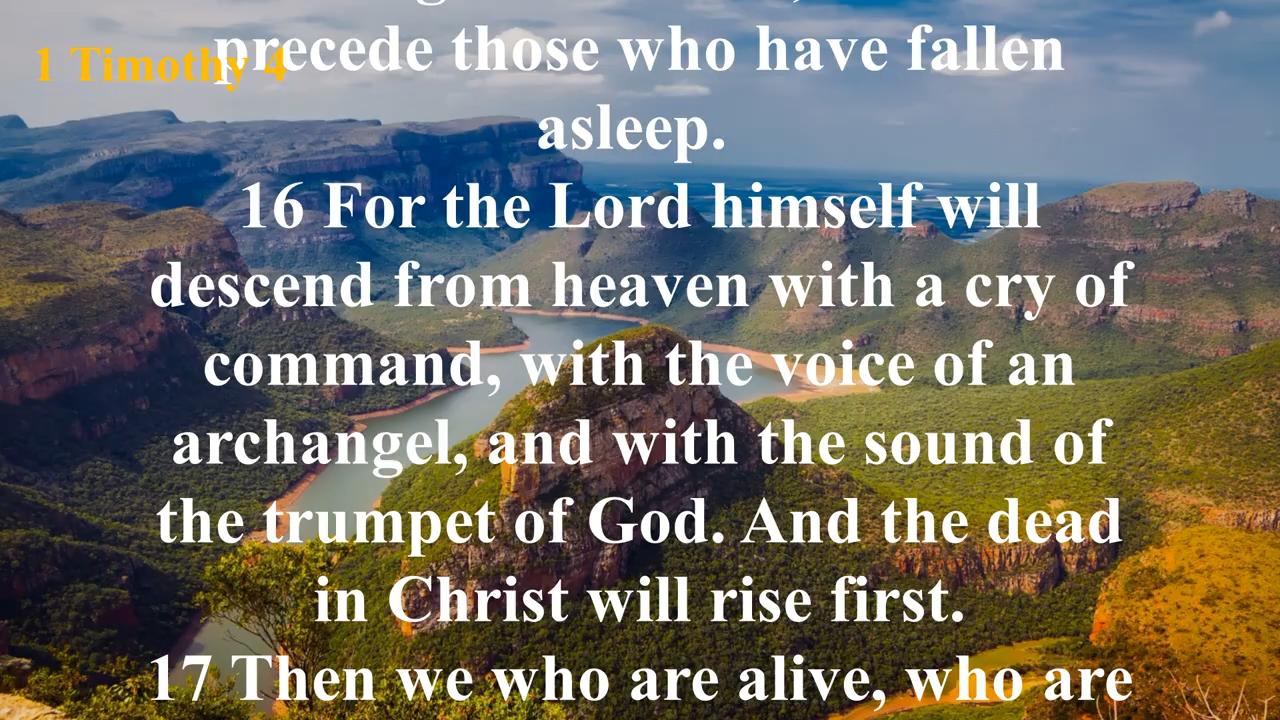 1 Timothy 4
precede those who have fallen
asleep.
16 For the Lord himself will
descend from heaven with a cry of
command, with the voice of an
archangel, and with the sound of
the trumpet of God. And the dead
in Christ will rise first.
17 Then we who are alive, who are